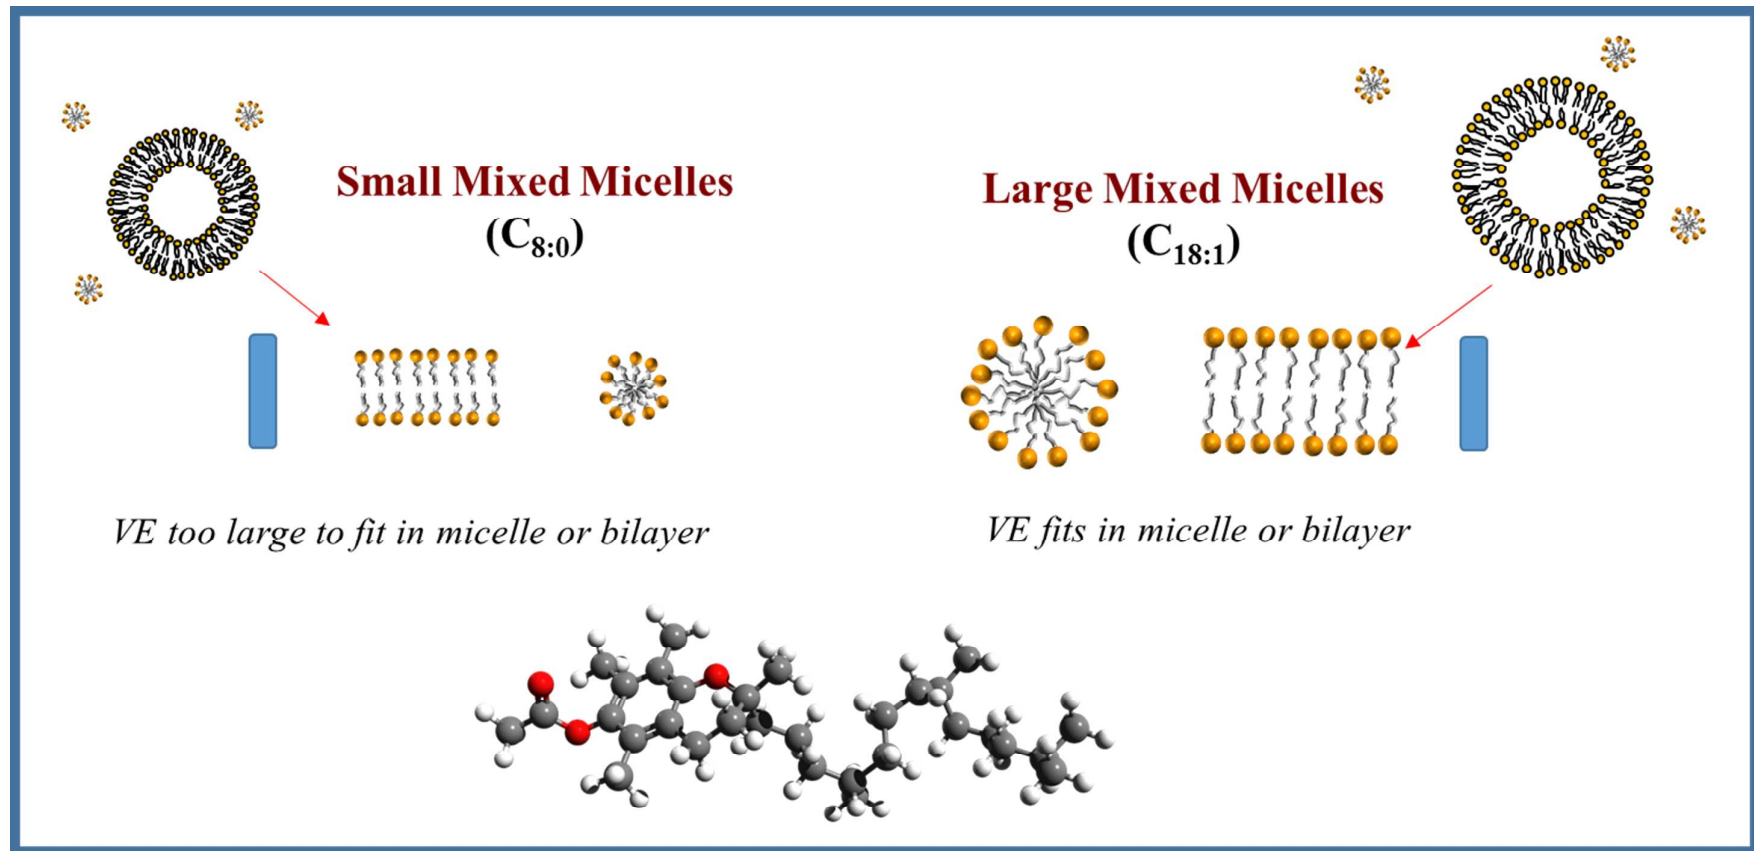 Small Mixed Micelles
(C8:0)
Large Mixed Micelles
(C18:1)
VE too large to fit in micelle or bilayer
VE fits in micelle or bilayer